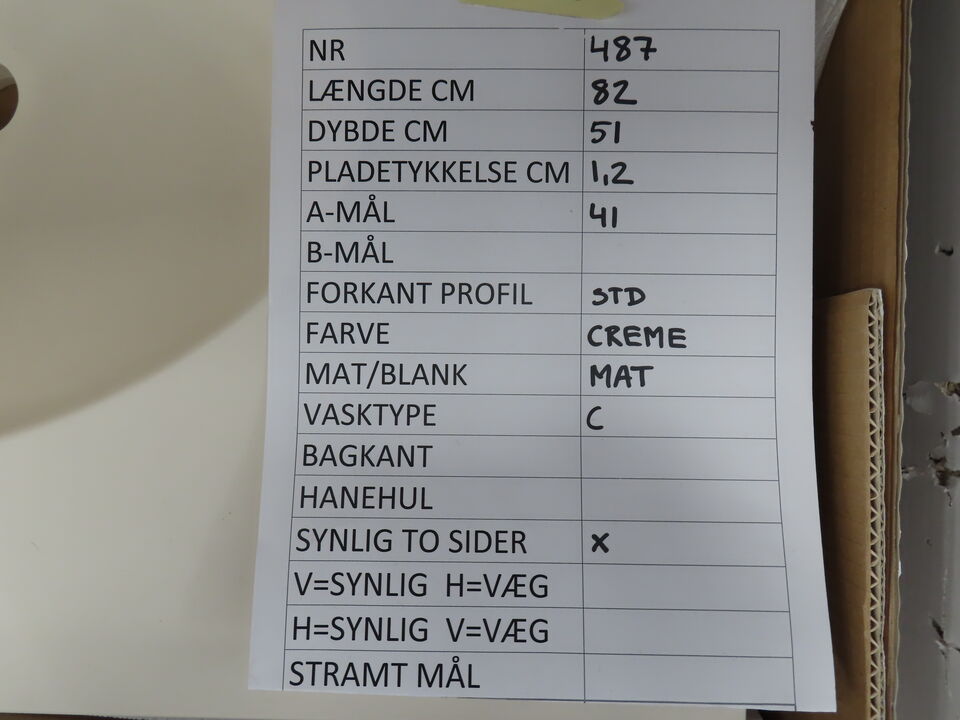 NR 487
LÆNGDE CM 82
DYBDE CM 51
PLADETYKKELSE CM 1,2
A-MÅL 41
B-MÅL
FORKANT PROFIL STD
FARVE CREME
MAT/BLANK MAT
VASKTYPE C
BAGKANT
HANEHUL
SYNLIG TO SIDER X
V=SYNLIG H=VÆG
H=SYNLIG V=VÆG
STRAMT MÅL